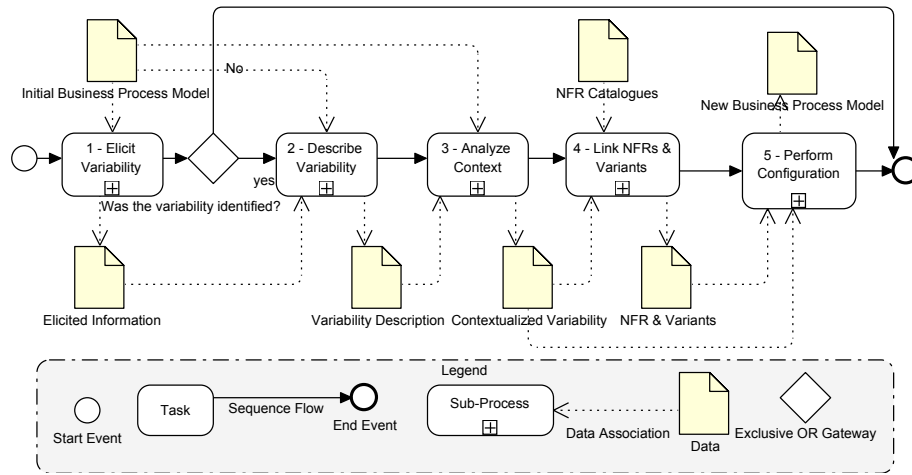 No
Initial Business Process Model
NFR Catalogues
New Business Process Model
1 - Elicit
Variability
2 - Describe
Variability
3 - Analyze
Context
4 - Link NFRs &
Variants
5 - Perform
Configuration
yes
Was the variability identified?
Elicited Information
Variability Description
Contextualized Variability
NFR & Variants
Legend
Start Event
Task
Sequence Flow
End Event
Sub-Process
Data Association
Data
Exclusive OR Gateway